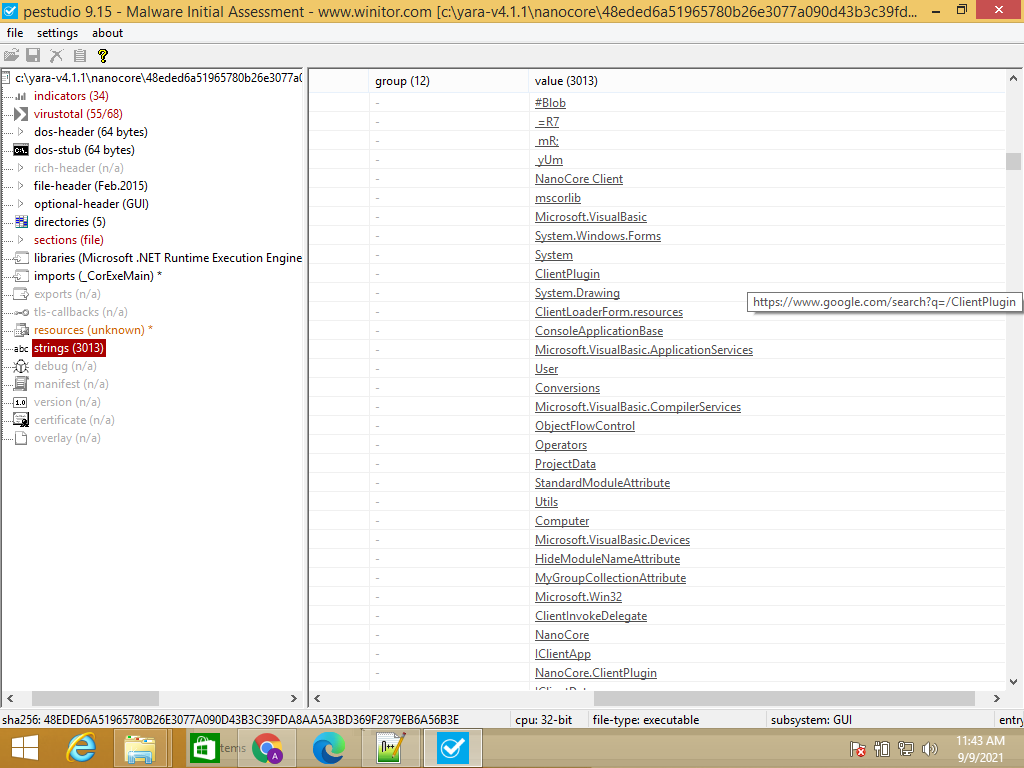 pestudio 9.15 - Malware Initial Assessment - www.winitor.com [c:\yara-v4.1.1\nanocore\48eded6a51965780b26e3077a090d43b3c39fd...
file settings about
c:\yara-v4.1.1\nanocore\48eded6a51965780b26e3077a0
indicators (34)
virustotal (55/68)
dos-header (64 bytes)
dos-stub (64 bytes)
rich-header (n/a)
file-header (Feb.2015)
optional-header (GUI)
directories (5)
sections (file)
libraries (Microsoft .NET Runtime Execution Engine
imports (_CorExeMain) *
exports (n/a)
tls-callbacks (n/a)
resources (unknown) *
abc strings (3013)
debug (n/a)
manifest (n/a)
1.0 version (n/a)
certificate (n/a)
overlay (n/a)
group (12) value (3013)
- #Blob
- =R7
- mR;
- yUm
- NanoCore Client
- mscorlib
- Microsoft.VisualBasic
- System.Windows.Forms
- System
- ClientPlugin
- System.Drawing
https://www.google.com/search?q=/ClientPlugin
- ClientLoaderForm.resources
- ConsoleApplicationBase
- Microsoft.VisualBasic.ApplicationServices
- User
- Conversions
- Microsoft.VisualBasic.CompilerServices
- ObjectFlowControl
- Operators
- ProjectData
- StandardModuleAttribute
- Utils
- Computer
- Microsoft.VisualBasic.Devices
- HideModuleNameAttribute
- MyGroupCollectionAttribute
- Microsoft.Win32
- ClientInvokeDelegate
- NanoCore
- IClientApp
- NanoCore.ClientPlugin
sha256: 48EDED6A51965780B26E3077A090D43B3C39FDA8AA5A3BD369F2879EB6A56B3E cpu: 32-bit file-type: executable subsystem: GUI entry
tems
A
11:43 AM
9/9/2021